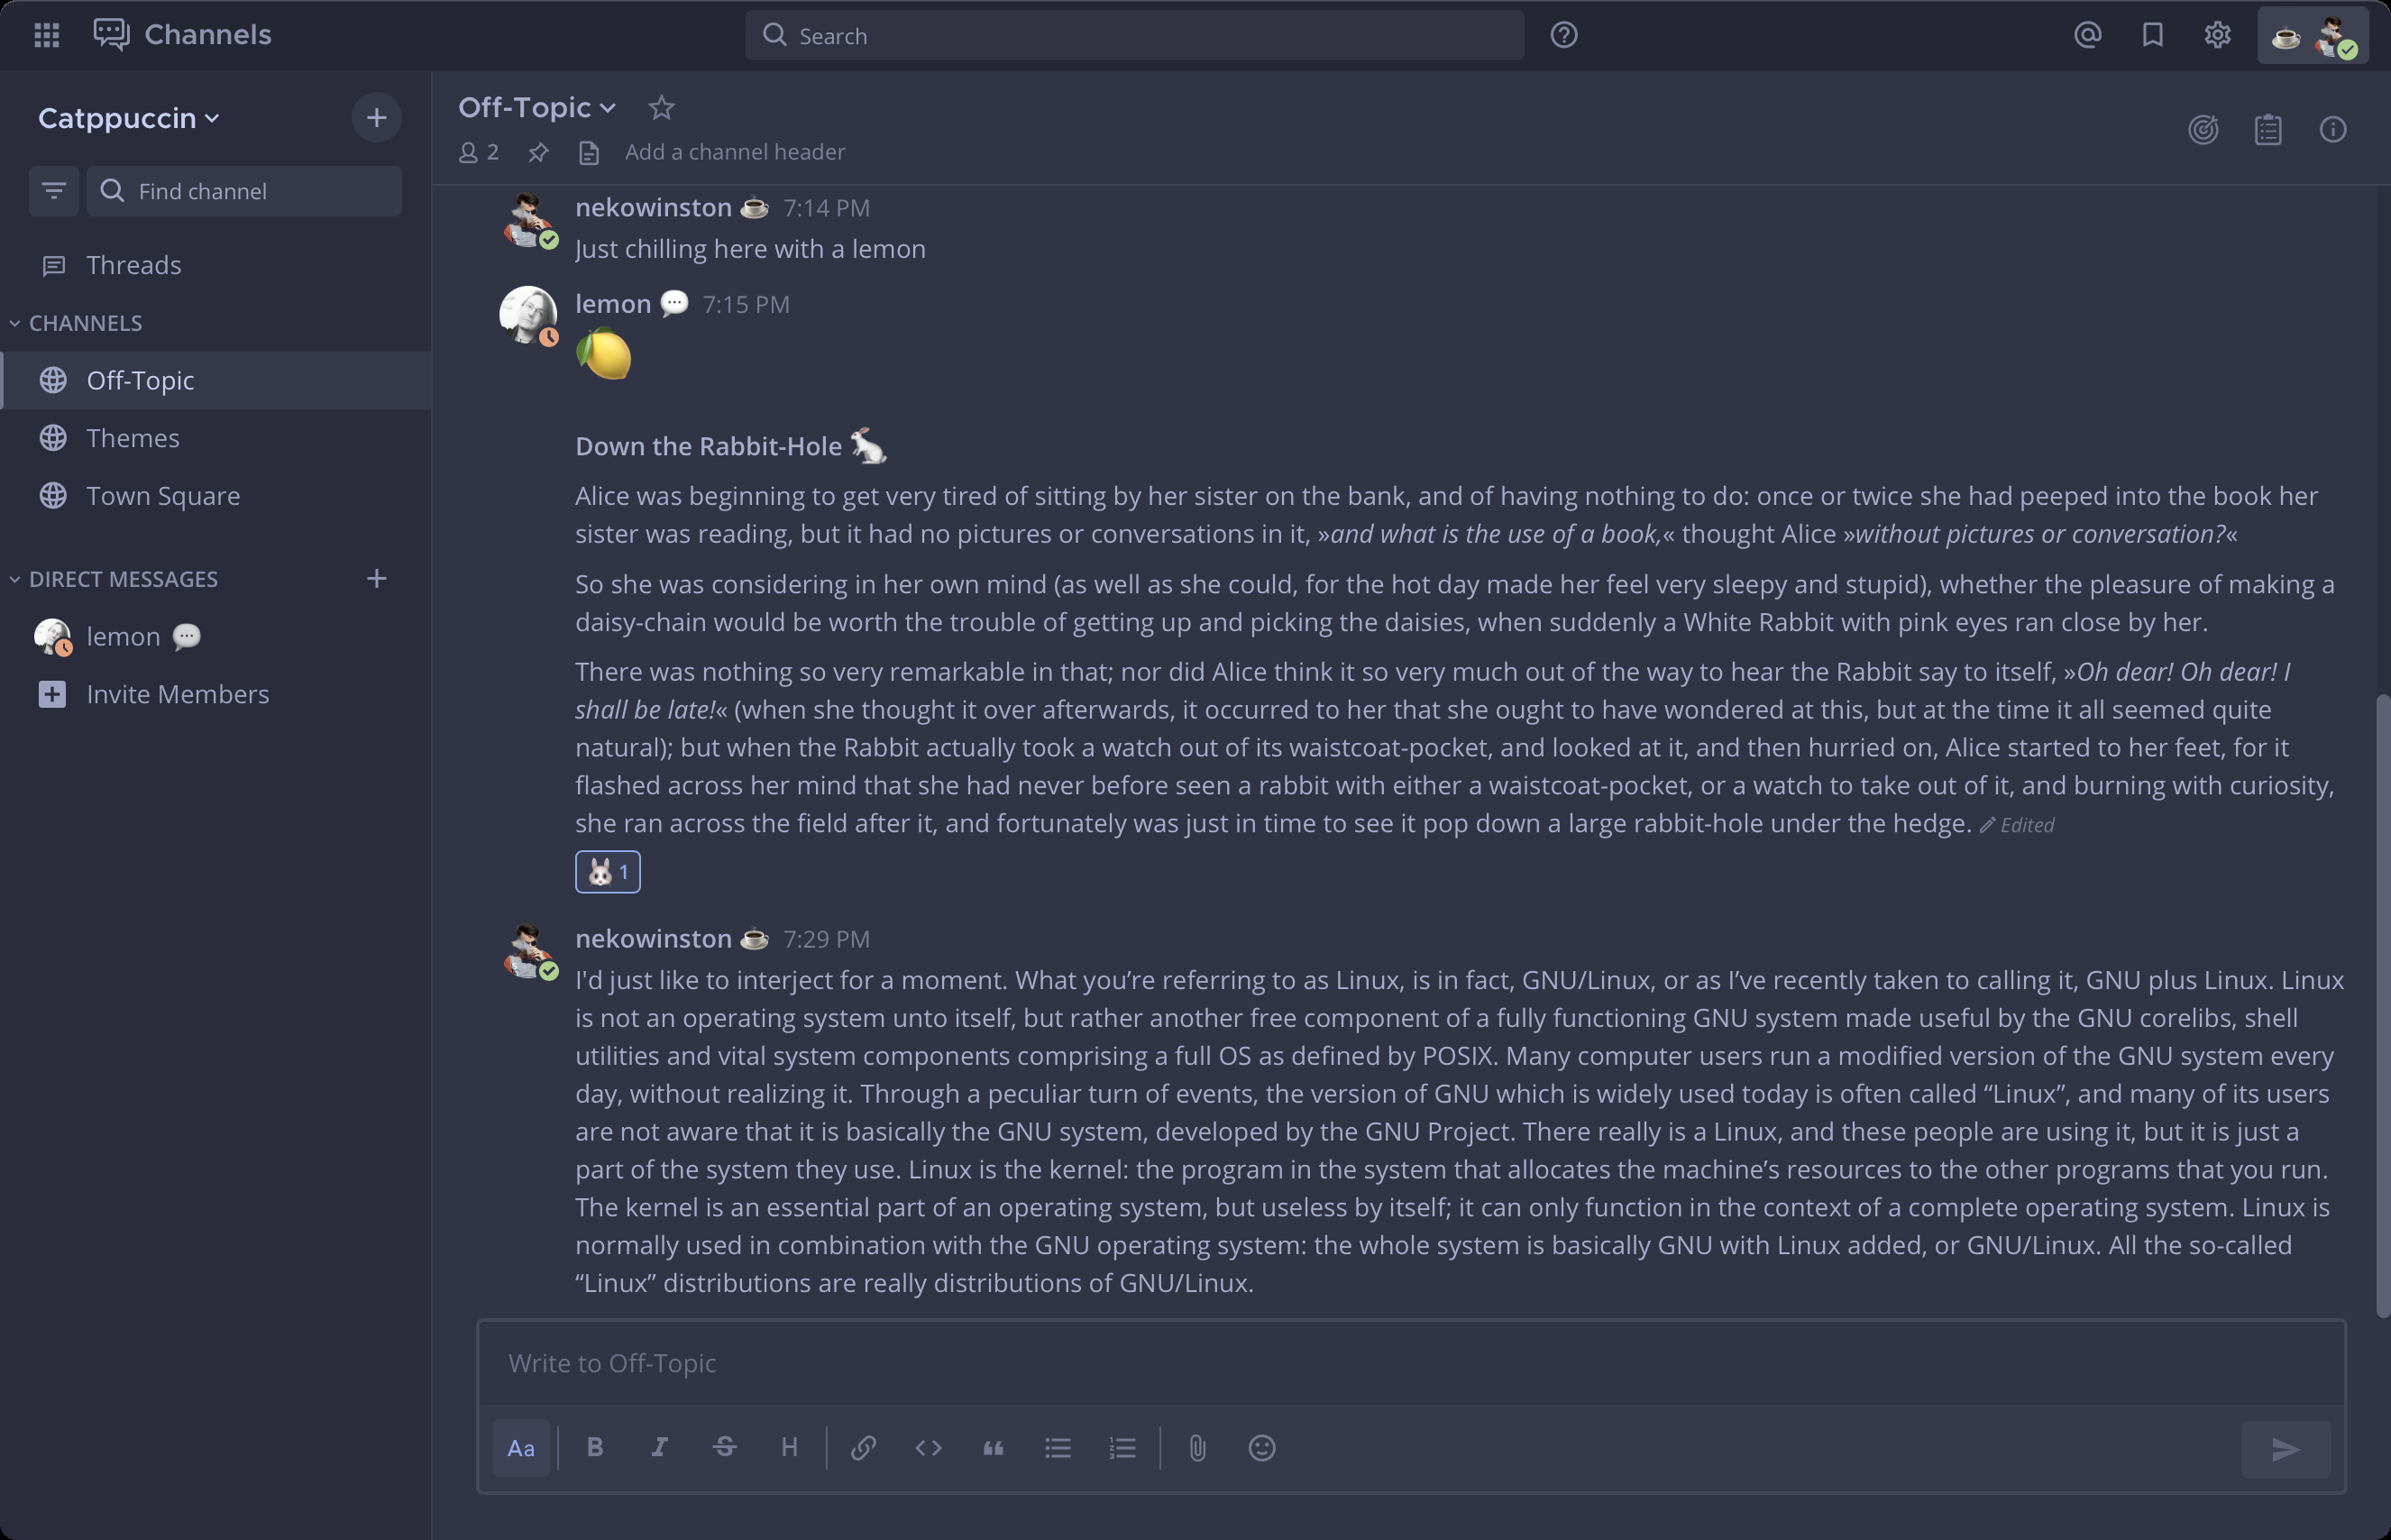 Channels
Search
Catppuccin
Find channel
Threads
CHANNELS
Off-Topic
Themes
Town Square
DIRECT MESSAGES
lemon
Invite Members
Off-Topic
2
Add a channel header
nekowinston 7:14 PM
Just chilling here with a lemon
lemon 7:15 PM
Down the Rabbit-Hole
Alice was beginning to get very tired of sitting by her sister on the bank, and of having nothing to do: once or twice she had peeped into the book her
sister was reading, but it had no pictures or conversations in it, »and what is the use of a book,« thought Alice »without pictures or conversation?«
So she was considering in her own mind (as well as she could, for the hot day made her feel very sleepy and stupid), whether the pleasure of making a
daisy-chain would be worth the trouble of getting up and picking the daisies, when suddenly a White Rabbit with pink eyes ran close by her.
There was nothing so very remarkable in that; nor did Alice think it so very much out of the way to hear the Rabbit say to itself, »Oh dear! Oh dear! I
shall be late!« (when she thought it over afterwards, it occurred to her that she ought to have wondered at this, but at the time it all seemed quite
natural); but when the Rabbit actually took a watch out of its waistcoat-pocket, and looked at it, and then hurried on, Alice started to her feet, for it
flashed across her mind that she had never before seen a rabbit with either a waistcoat-pocket, or a watch to take out of it, and burning with curiosity,
she ran across the field after it, and fortunately was just in time to see it pop down a large rabbit-hole under the hedge. Edited
1
nekowinston 7:29 PM
I'd just like to interject for a moment. What you’re referring to as Linux, is in fact, GNU/Linux, or as I’ve recently taken to calling it, GNU plus Linux. Linux
is not an operating system unto itself, but rather another free component of a fully functioning GNU system made useful by the GNU corelibs, shell
utilities and vital system components comprising a full OS as defined by POSIX. Many computer users run a modified version of the GNU system every
day, without realizing it. Through a peculiar turn of events, the version of GNU which is widely used today is often called “Linux”, and many of its users
are not aware that it is basically the GNU system, developed by the GNU Project. There really is a Linux, and these people are using it, but it is just a
part of the system they use. Linux is the kernel: the program in the system that allocates the machine’s resources to the other programs that you run.
The kernel is an essential part of an operating system, but useless by itself; it can only function in the context of a complete operating system. Linux is
normally used in combination with the GNU operating system: the whole system is basically GNU with Linux added, or GNU/Linux. All the so-called
“Linux” distributions are really distributions of GNU/Linux.
Write to Off-Topic
Aa B I S H